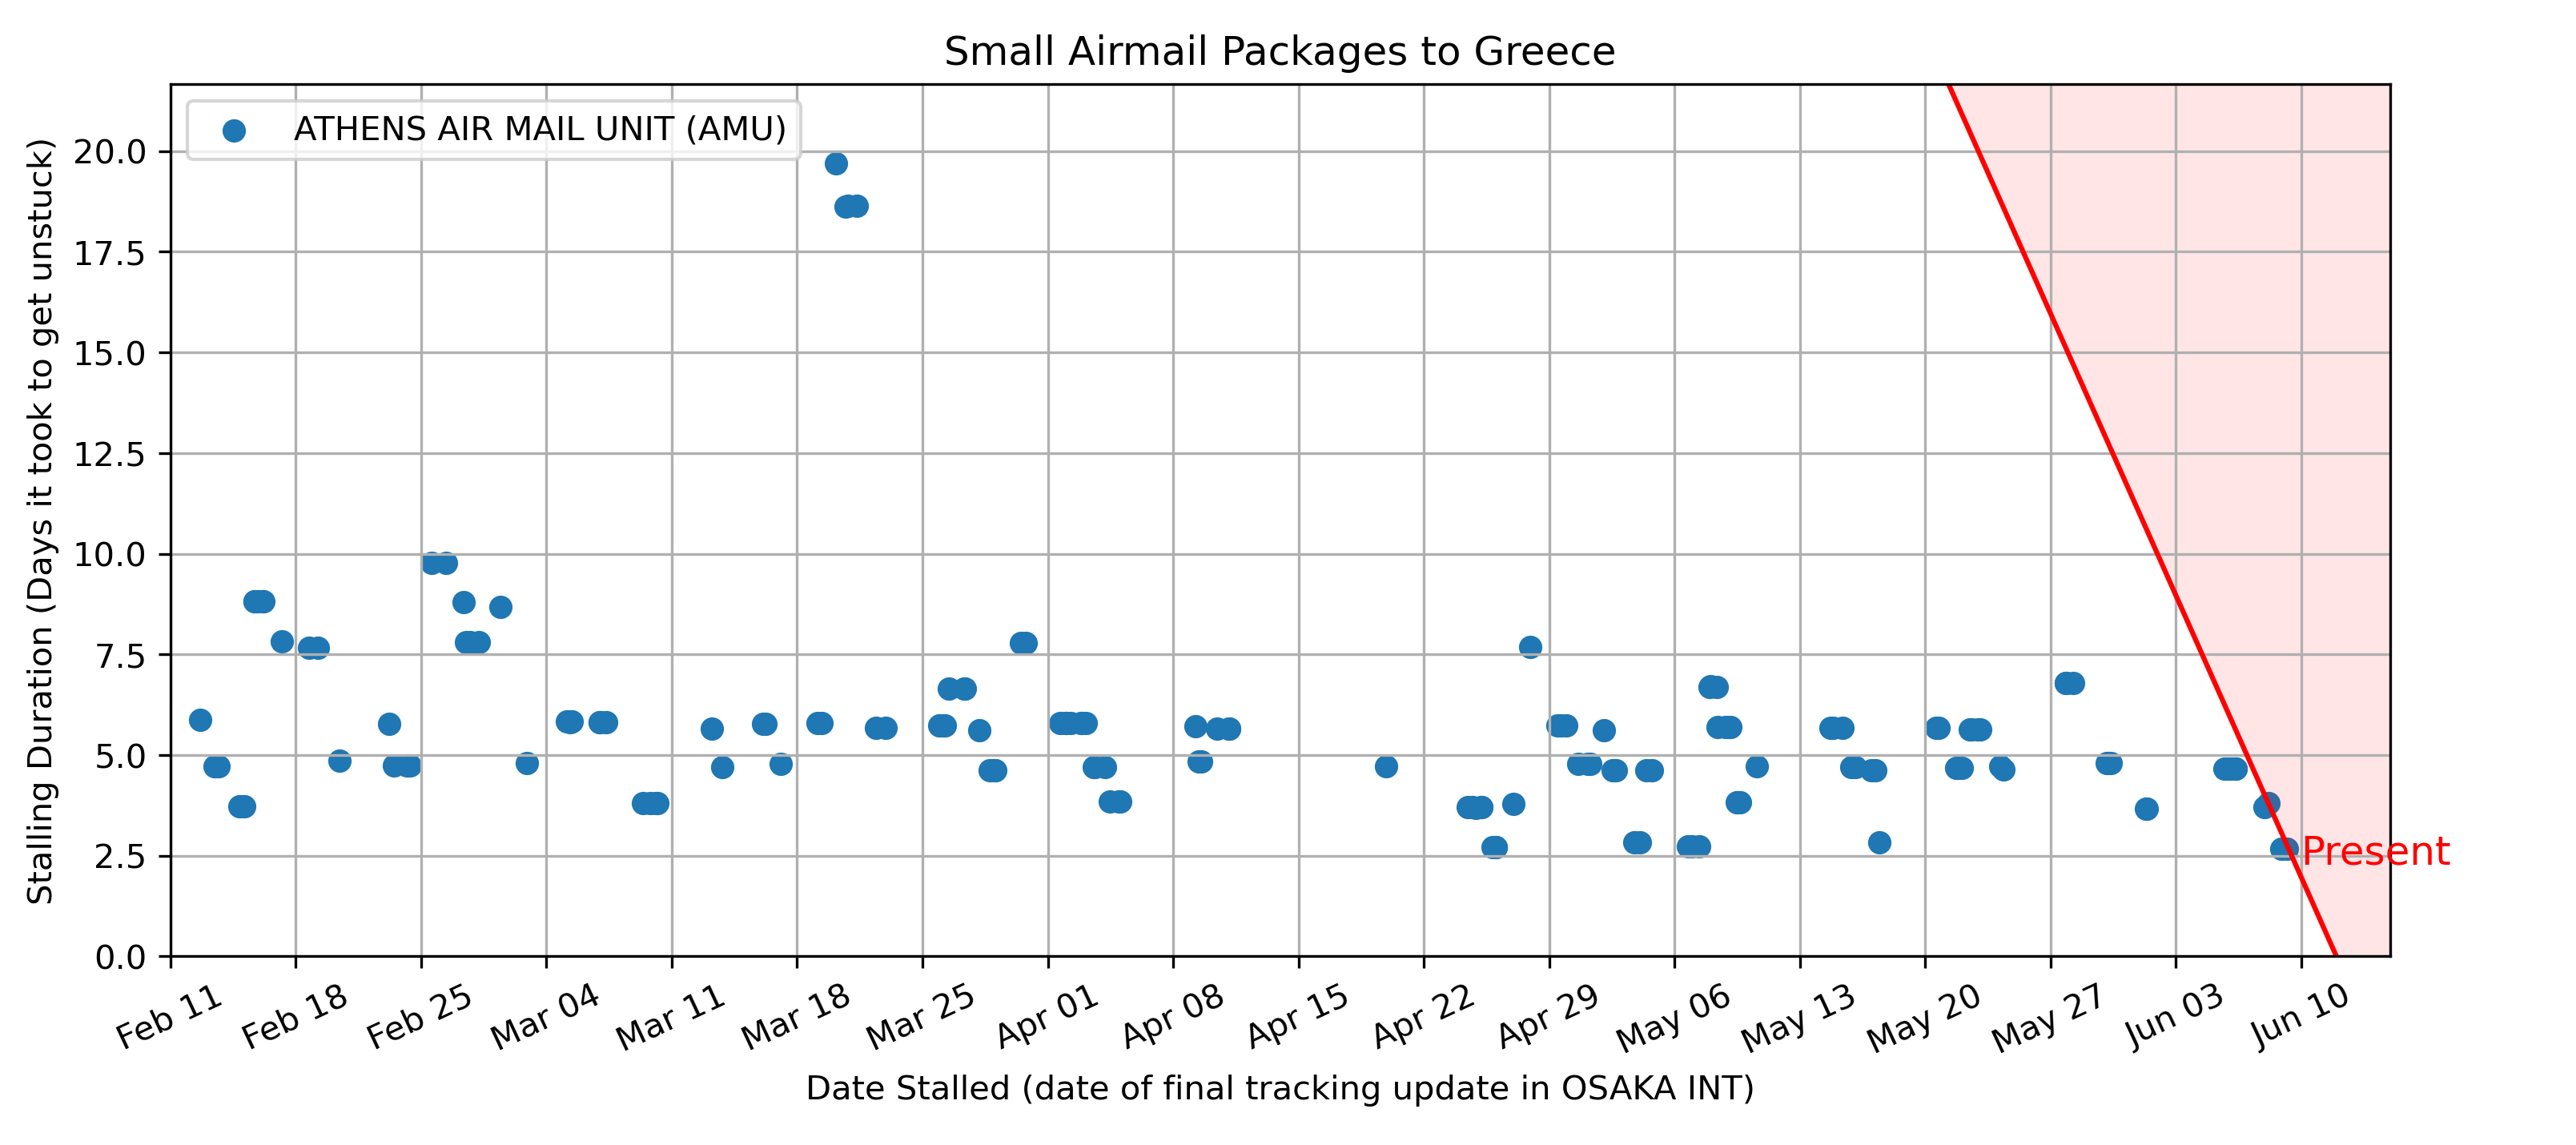 Small Airmail Packages to Greece
ATHENS AIR MAIL UNIT (AMU)
Stalling Duration (Days it took to get unstuck)
20.0
17.5
15.0
12.5
10.0
7.5
5.0
2.5
0.0
Present
Feb 11
Feb 18
Feb 25
Mar 04
Mar 11
Mar 18
Mar 25
Apr 01
Apr 08
Apr 15
Apr 22
Apr 29
May 06
May 13
May 20
May 27
Jun 03
Jun 10
Date Stalled (date of final tracking update in OSAKA INT)